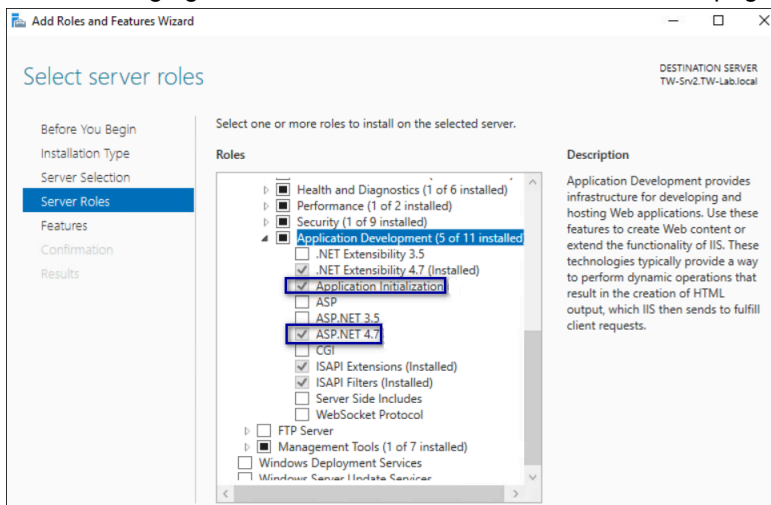 Add Roles and Features Wizard
Select server roles
DESTINATION SERVER
TW-Srv2.TW-Lab.local
Before You Begin
Installation Type
Server Selection
Server Roles
Features
Confirmation
Results
Select one or more roles to install on the selected server.
Roles
Health and Diagnostics (1 of 6 installed)
Performance (1 of 2 installed)
Security (1 of 9 installed)
Application Development (5 of 11 installed
.NET Extensibility 3.5
.NET Extensibility 4.7 (Installed)
Application Initialization
ASP
ASP.NET 3.5
ASP.NET 4.7
CGI
ISAPI Extensions (Installed)
ISAPI Filters (Installed)
Server Side Includes
WebSocket Protocol
FTP Server
Management Tools (1 of 7 installed)
Windows Deployment Services
Windows Server Update Services
Description
Application Development provides
infrastructure for developing and
hosting Web applications. Use these
features to create Web content or
extend the functionality of IIS. These
technologies typically provide a way
to perform dynamic operations that
result in the creation of HTML
output, which IIS then sends to fulfill
client requests.